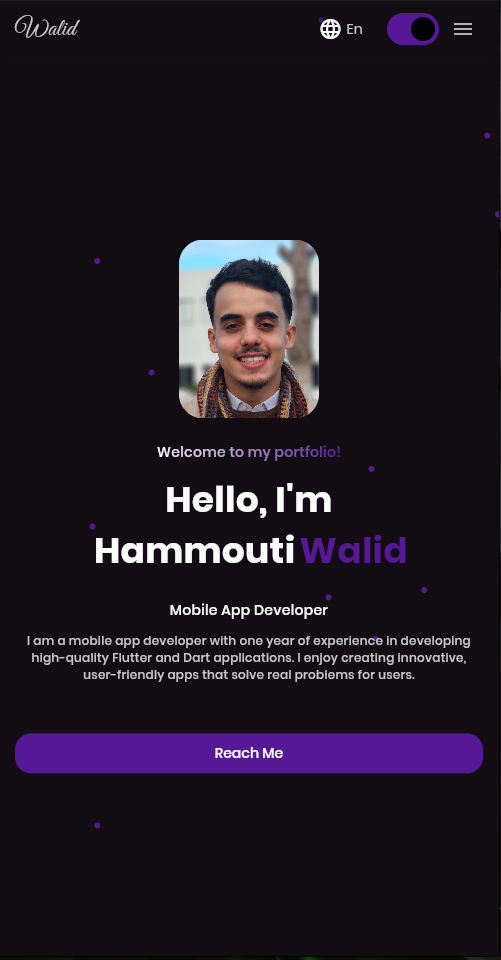 Walid
En
Welcome to my portfolio!
Hello, I'm
Hammouti Walid
Mobile App Developer
I am a mobile app developer with one year of experience in developing
high-quality Flutter and Dart applications. I enjoy creating innovative,
user-friendly apps that solve real problems for users.
Reach Me